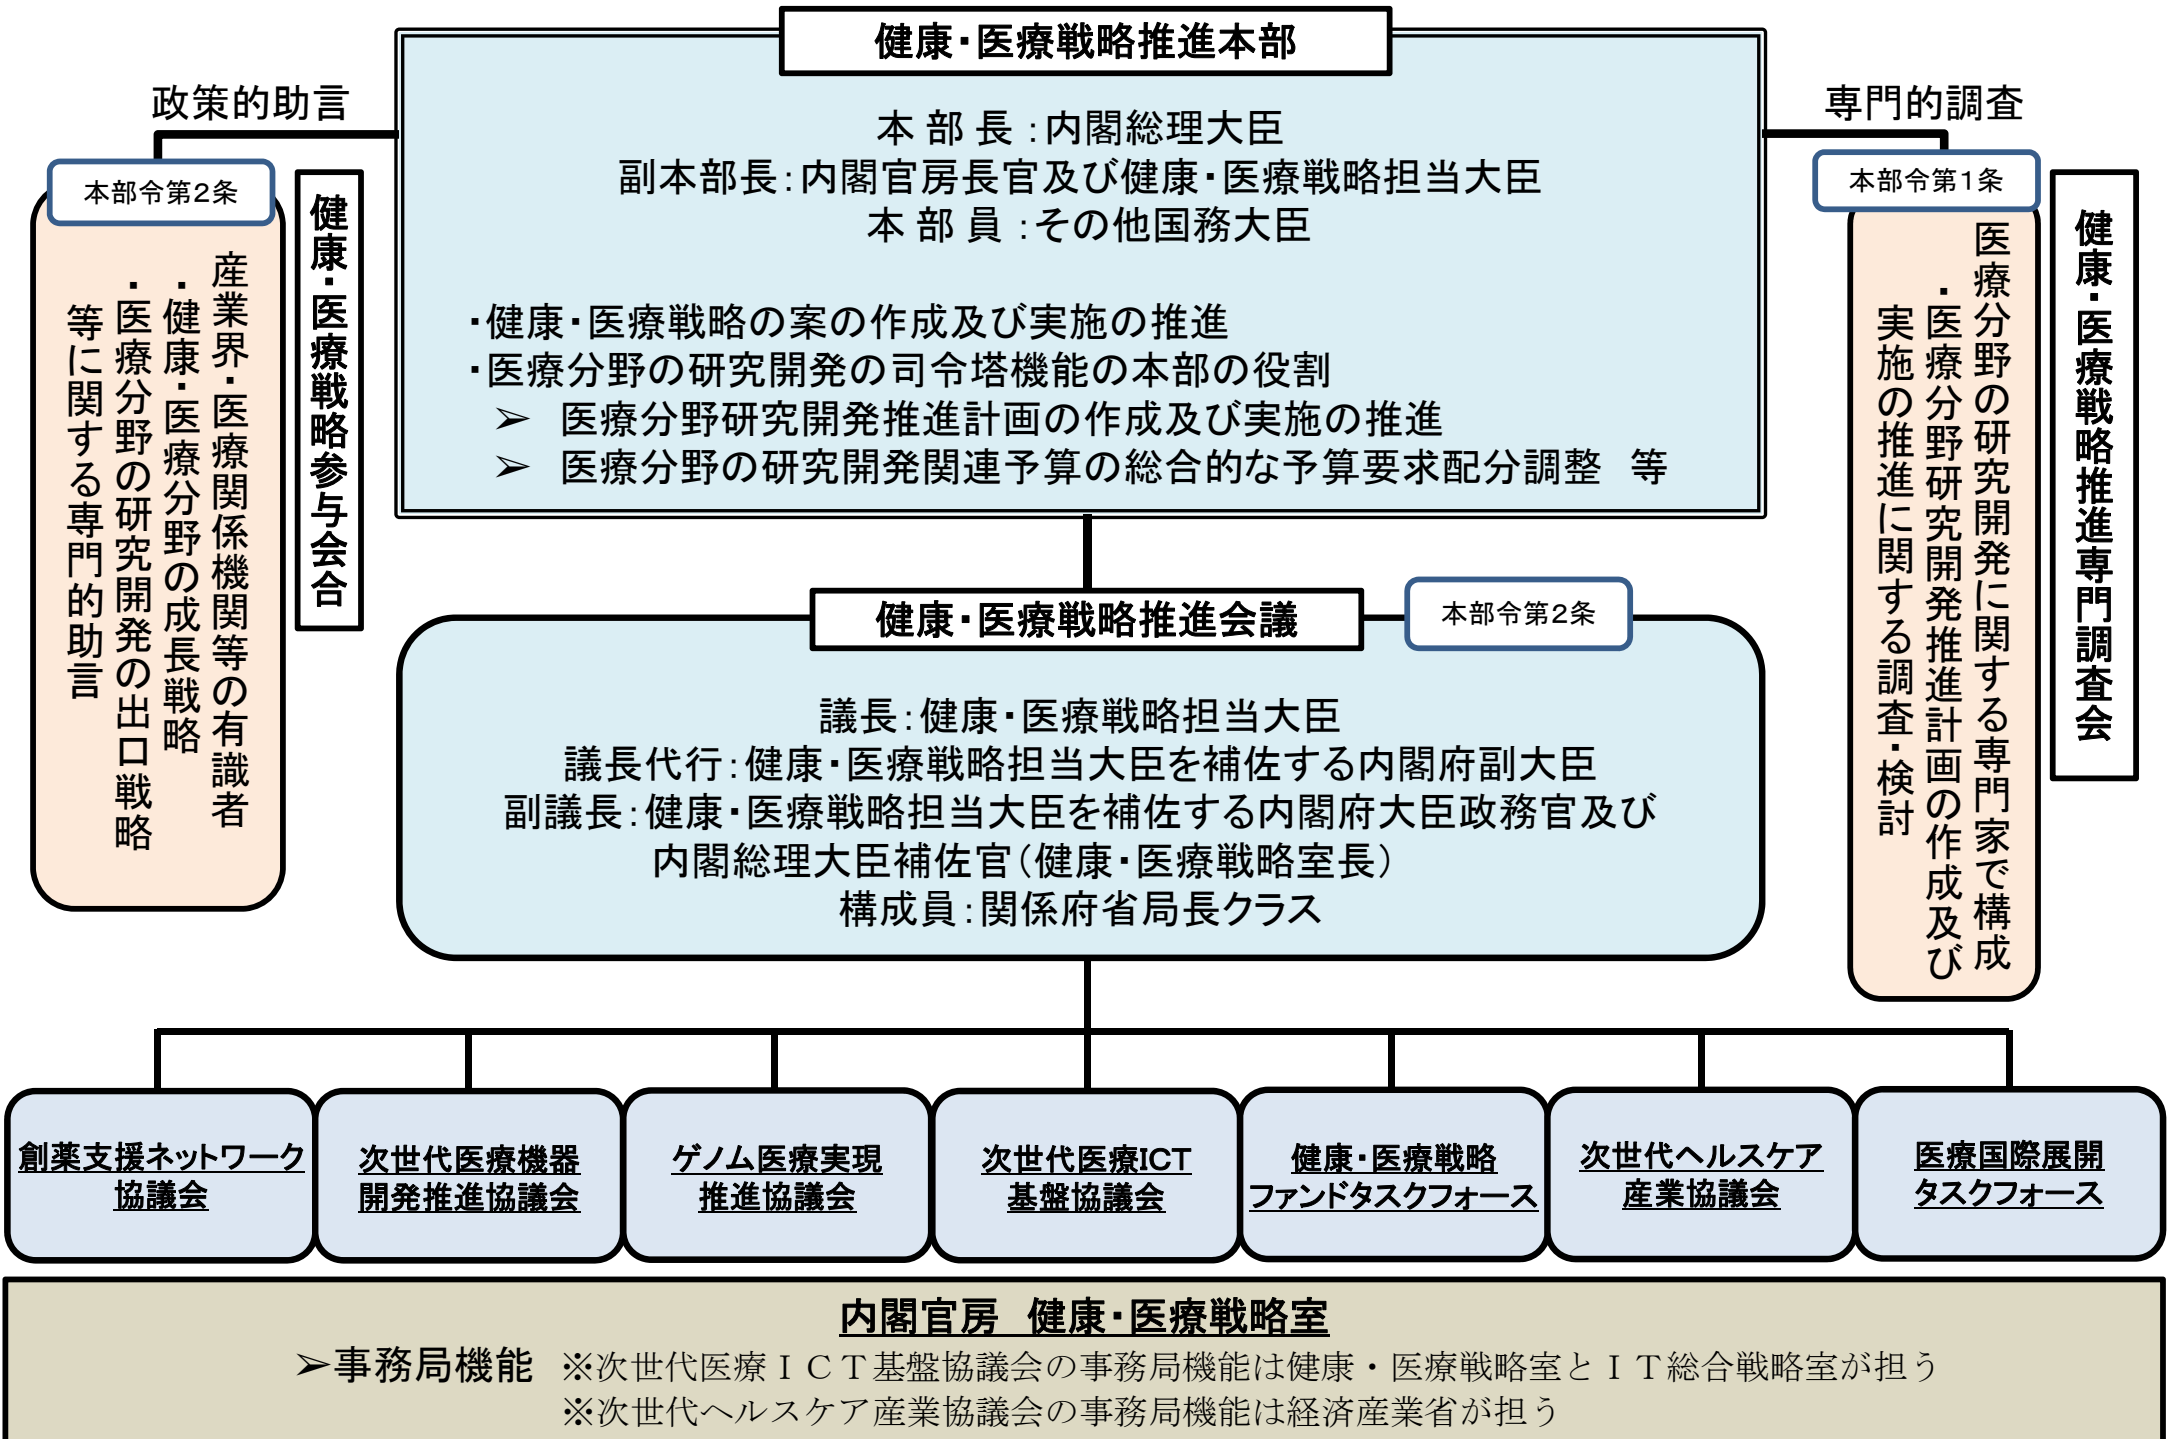 健康・医療戦略推進本部
政策的助言
専門的調査
本 部 長：内閣総理大臣
副本部長：内閣官房長官及び健康・医療戦略担当大臣
本 部 員：その他国務大臣
・健康・医療戦略の案の作成及び実施の推進
・医療分野の研究開発の司令塔機能の本部の役割
➢ 医療分野研究開発推進計画の作成及び実施の推進
➢ 医療分野の研究開発関連予算の総合的な予算要求配分調整　等
本部令第2条
健康・医療戦略参与会合
産業界・医療関係機関等の有識者
・健康・医療分野の成長戦略
・医療分野の研究開発の出口戦略
等に関する専門的助言
本部令第1条
健康・医療戦略推進専門調査会
医療分野の研究開発に関する専門家で構成
・医療分野研究開発推進計画の作成及び
実施の推進に関する調査・検討
健康・医療戦略推進会議
本部令第2条
議長：健康・医療戦略担当大臣
議長代行：健康・医療戦略担当大臣を補佐する内閣府副大臣
副議長：健康・医療戦略担当大臣を補佐する内閣府大臣政務官及び
内閣総理大臣補佐官（健康・医療戦略室長）
構成員：関係府省局長クラス
創薬支援ネットワーク
協議会
次世代医療機器
開発推進協議会
ゲノム医療実現
推進協議会
次世代医療ICT
基盤協議会
健康・医療戦略
ファンドタスクフォース
次世代ヘルスケア
産業協議会
医療国際展開
タスクフォース
内閣官房　健康・医療戦略室
➢事務局機能　※次世代医療ＩＣＴ基盤協議会の事務局機能は健康・医療戦略室とＩＴ総合戦略室が担う
※次世代ヘルスケア産業協議会の事務局機能は経済産業省が担う